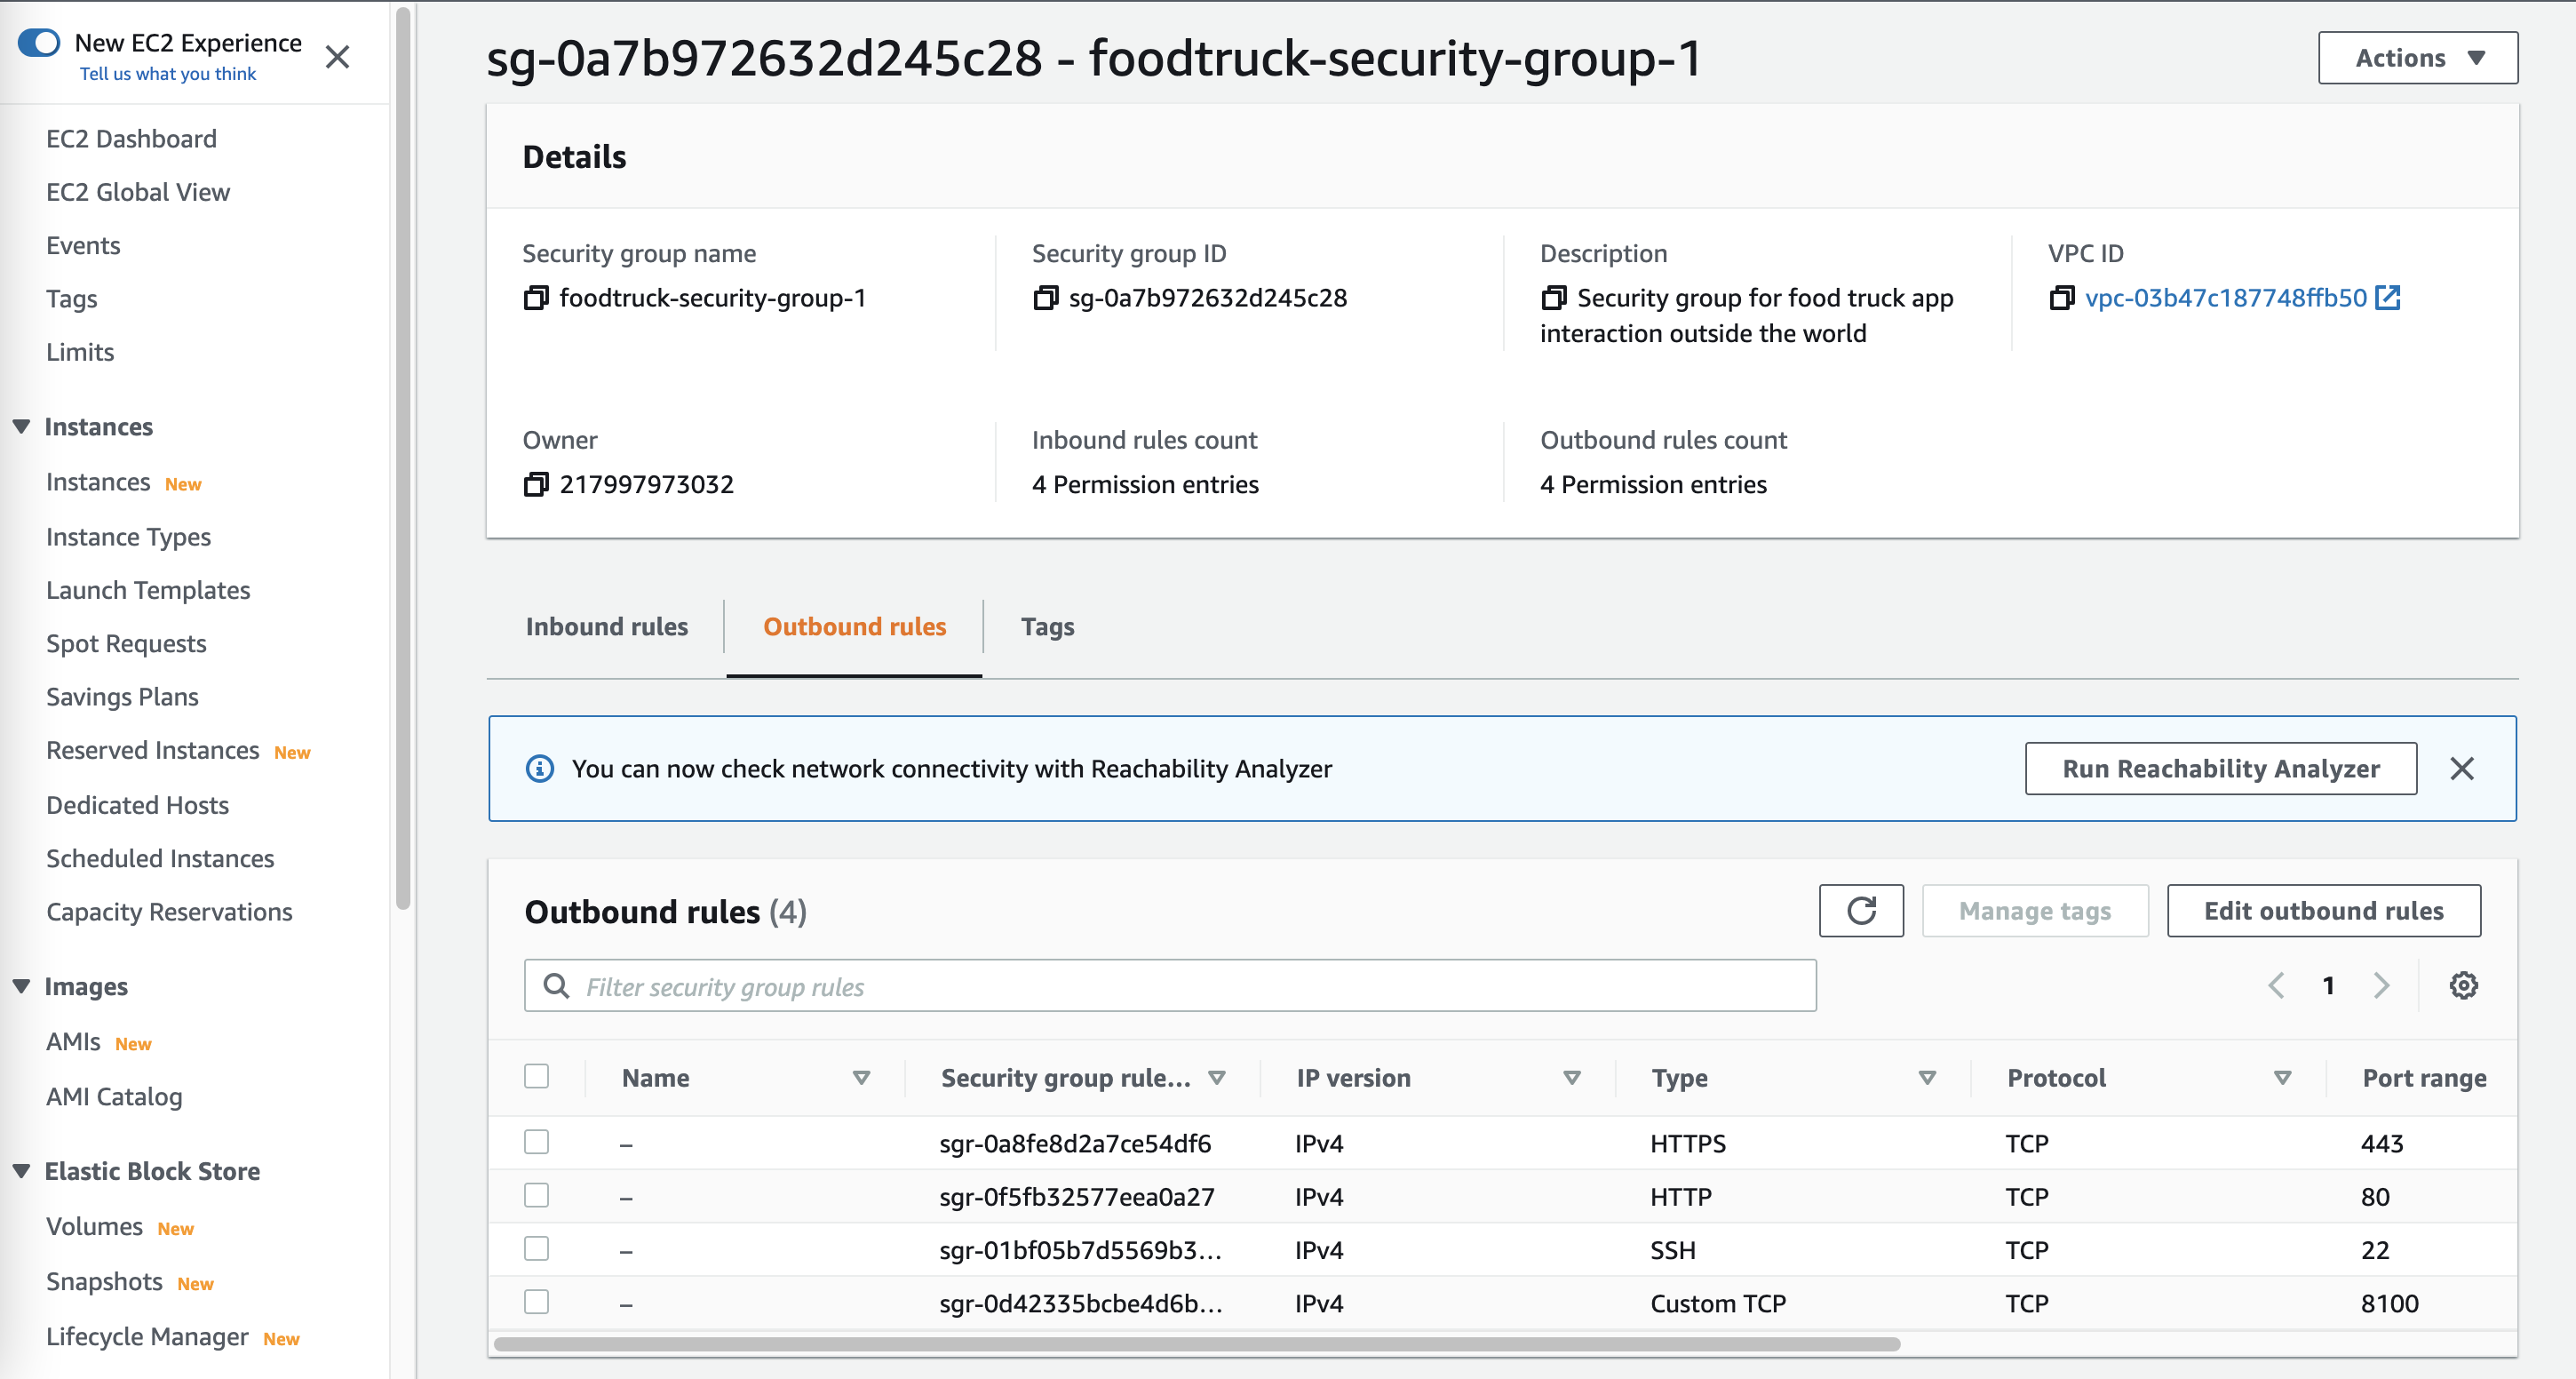 New EC2 Experience
Tell us what you think
EC2 Dashboard
EC2 Global View
Events
Tags
Limits
Instances
Instances New
Instance Types
Launch Templates
Spot Requests
Savings Plans
Reserved Instances New
Dedicated Hosts
Scheduled Instances
Capacity Reservations
Images
AMIs New
AMI Catalog
Elastic Block Store
Volumes New
Snapshots New
Lifecycle Manager New
sg-0a7b972632d245c28 - foodtruck-security-group-1
Actions
Details
Security group name
foodtruck-security-group-1
Security group ID
sg-0a7b972632d245c28
Description
Security group for food truck app
interaction outside the world
VPC ID
vpc-03b47c187748ffb50
Owner
217997973032
Inbound rules count
4 Permission entries
Outbound rules count
4 Permission entries
Inbound rules Outbound rules Tags
You can now check network connectivity with Reachability Analyzer Run Reachability Analyzer
Outbound rules (4) Manage tags Edit outbound rules
Filter security group rules 1
Name Security group rule... IP version Type Protocol Port range
– sgr-0a8fe8d2a7ce54df6 IPv4 HTTPS TCP 443
– sgr-0f5fb32577eea0a27 IPv4 HTTP TCP 80
– sgr-01bf05b7d5569b3... IPv4 SSH TCP 22
– sgr-0d42335bcbe4d6b... IPv4 Custom TCP TCP 8100